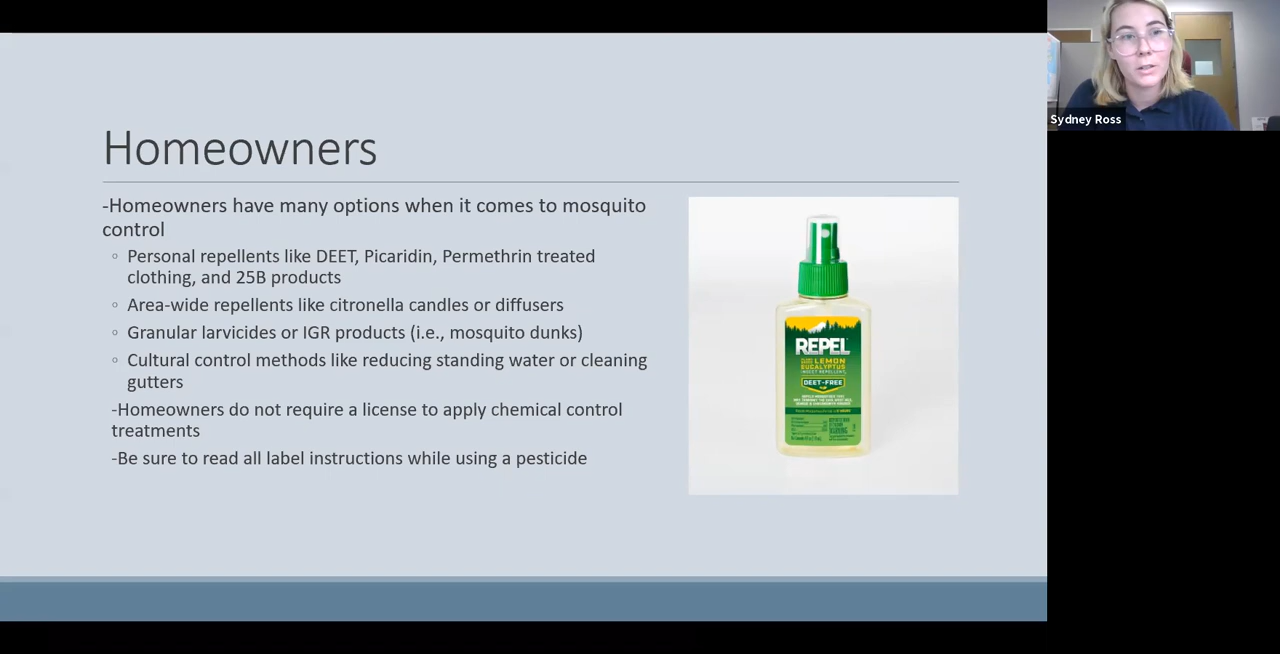 Homeowners
-Homeowners have many options when it comes to mosquito
control
◦ Personal repellents like DEET, Picaridin, Permethrin treated
clothing, and 25B products
◦ Area-wide repellents like citronella candles or diffusers
◦ Granular larvicides or IGR products (i.e., mosquito dunks)
◦ Cultural control methods like reducing standing water or cleaning
gutters
-Homeowners do not require a license to apply chemical control
treatments
-Be sure to read all label instructions while using a pesticide
REPEL
LEMON
EUCALYPTUS
INSECT REPELLENT
DEET-FREE
Sydney Ross